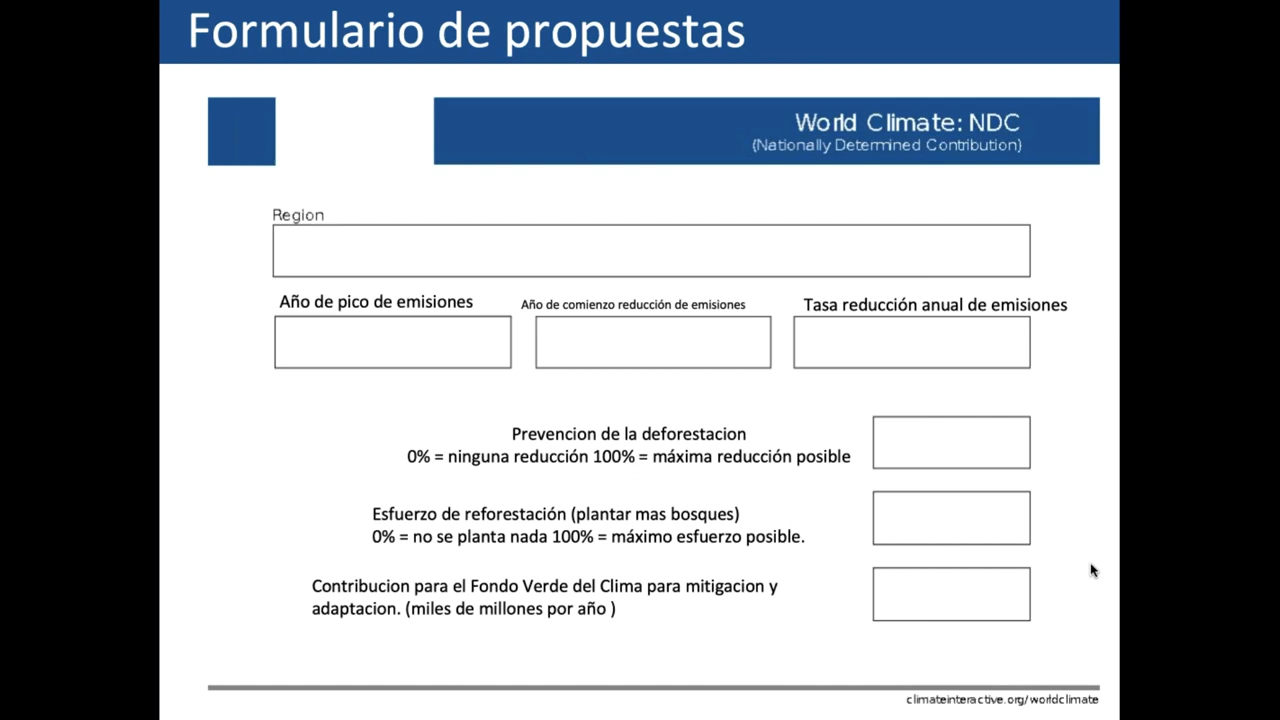 Formulario de propuestas
World Climate: NDC
(Nationally Determined Contribution)
Region
Año de pico de emisiones
Año de comienzo reducción de emisiones
Tasa reducción anual de emisiones
Prevencion de la deforestacion
0% = ninguna reducción 100% = máxima reducción posible
Esfuerzo de reforestación (plantar mas bosques)
0% = no se planta nada 100% = máximo esfuerzo posible.
Contribucion para el Fondo Verde del Clima para mitigacion y
adaptacion. (miles de millones por año )
climateinteractive.org/worldclimate